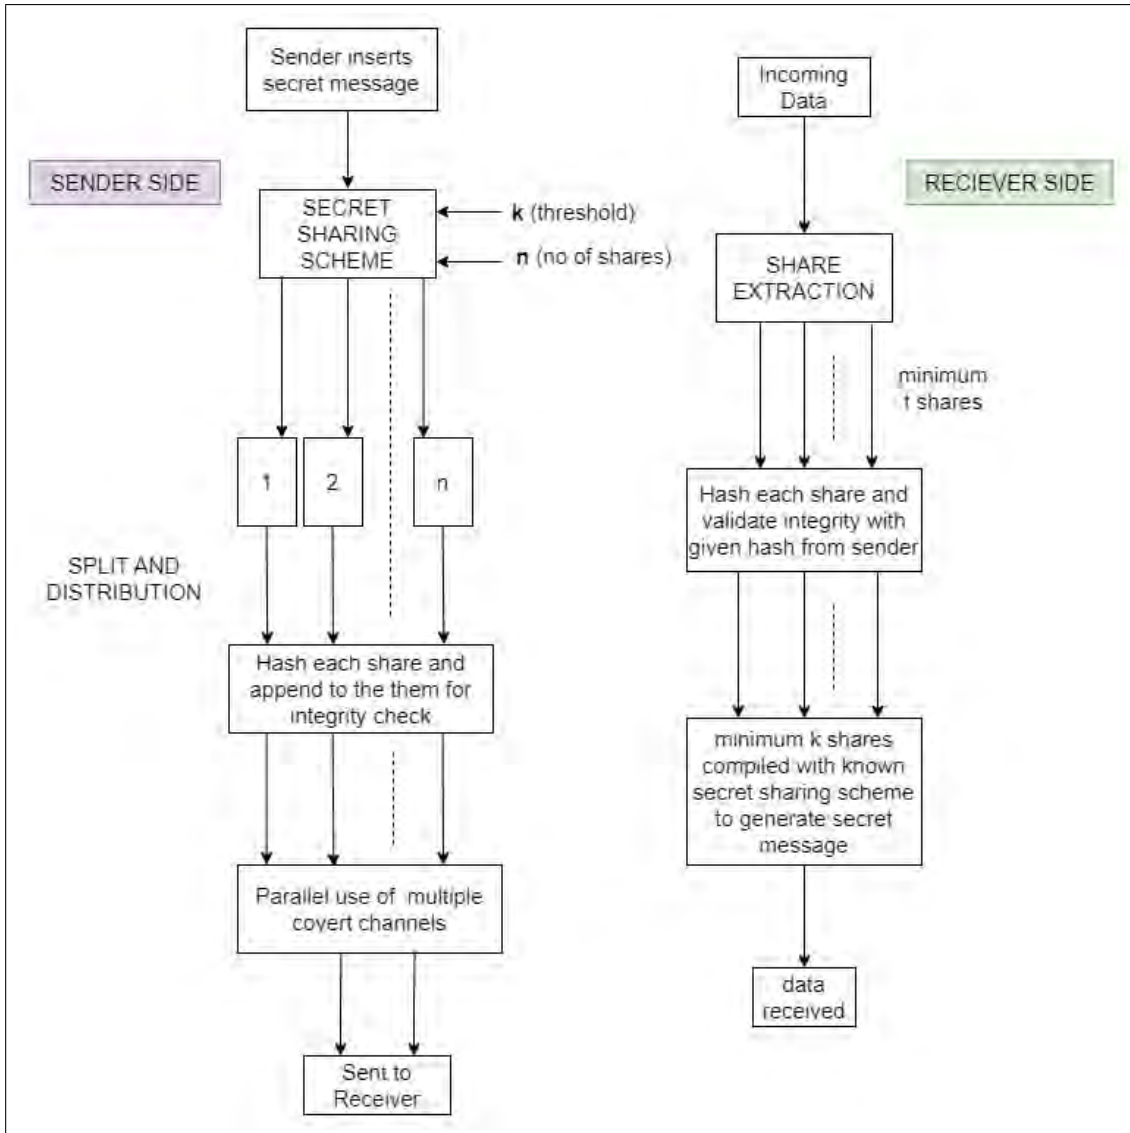 Sender inserts
secret message
SENDER SIDE
SECRET
SHARING
SCHEME
k (threshold)
n (no of shares)
1
2
n
SPLIT AND
DISTRIBUTION
Hash each share and
append to the them for
integrity check
Parallel use of multiple
covert channels
Sent to
Receiver
Incoming
Data
RECIEVER SIDE
SHARE
EXTRACTION
minimum
t shares
Hash each share and
validate integrity with
given hash from sender
minimum k shares
compiled with known
secret sharing scheme
to generate secret
message
data
received